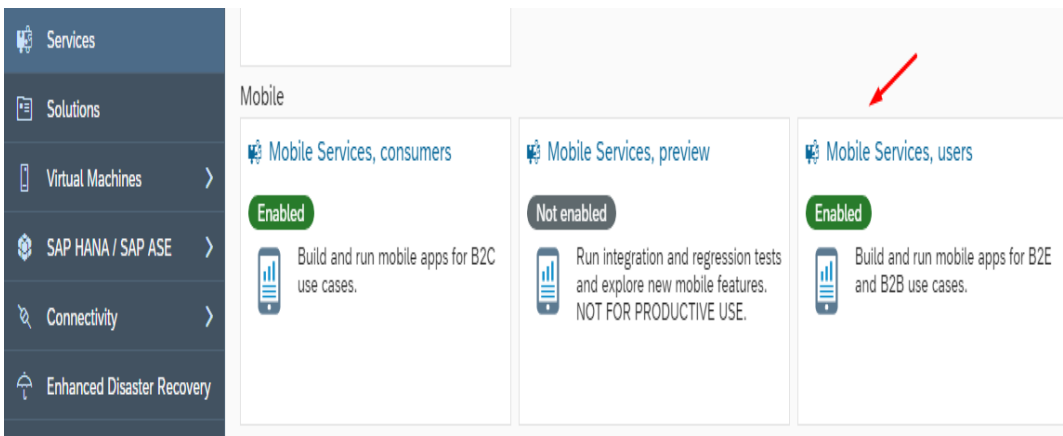 Services
Solutions
Virtual Machines
SAP HANA / SAP ASE
Connectivity
Enhanced Disaster Recovery
Mobile
Mobile Services, consumers
Enabled
Build and run mobile apps for B2C
use cases.
Mobile Services, preview
Not enabled
Run integration and regression tests
and explore new mobile features.
NOT FOR PRODUCTIVE USE.
Mobile Services, users
Enabled
Build and run mobile apps for B2E
and B2B use cases.